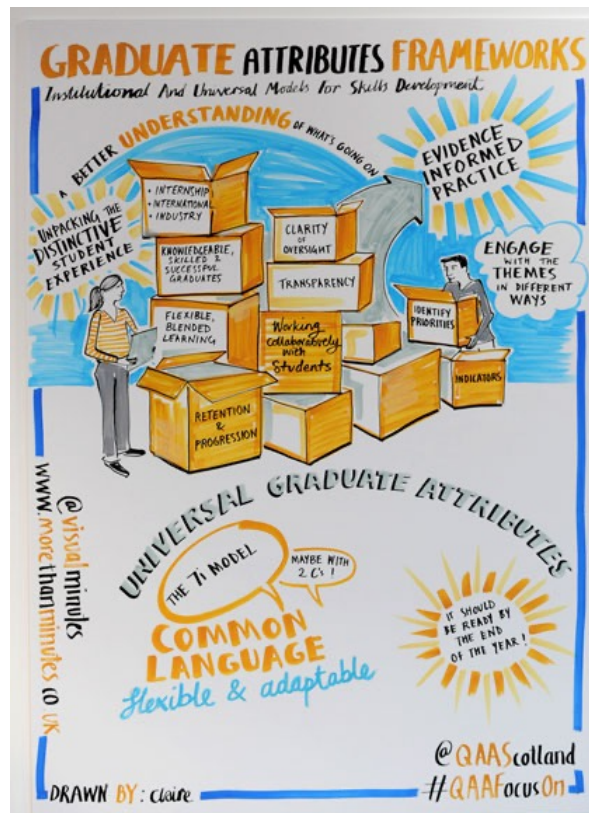 GRADUATE ATTRIBUTES FRAMEWORKS
Institutional And Universal Models For Skills Development
A BETTER UNDERSTANDING OF WHAT'S GOING ON
EVIDENCE
INFORMED
PRACTICE
UNPACKING THE
DISTINCTIVE
STUDENT
EXPERIENCE
• INTERNSHIP
• INTERNATIONAL
• INDUSTRY
KNOWLEDGEABLE,
SKILLED &
SUCCESSFUL
GRADUATES
FLEXIBLE,
BLENDED
LEARNING
RETENTION
&
PROGRESSION
CLARITY
OF
OVERSIGHT
TRANSPARENCY
Working
collaboratively
with
Students
IDENTIFY
PRIORITIES
INDICATORS
ENGAGE
WITH THE
THEMES
IN DIFFERENT
WAYS
UNIVERSAL GRADUATE ATTRIBUTES
THE 7i MODEL
MAYBE WITH
2 C's!
COMMON
LANGUAGE
flexible & adaptable
IT SHOULD
BE READY BY
THE END
OF THE YEAR!
@visualminutes
www.morethanminutes.co.uk
DRAWN BY: Claire
@QAAScotland
#QAAFocusOn